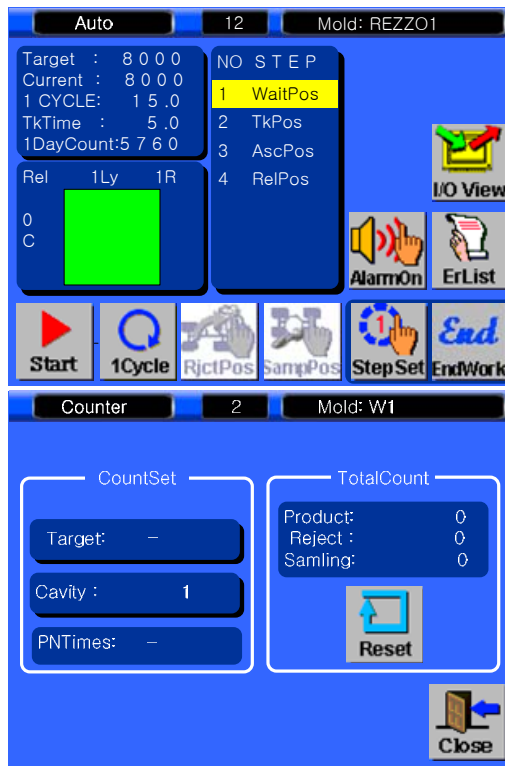 Auto 12 Mold: REZZO1
Target : 8000
Current : 8000
1 CYCLE: 15.0
TkTime : 5.0
1DayCount:5760
NO STEP
1 WaitPos
2 TkPos
3 AscPos
4 RelPos
Rel 1Ly 1R
0
C
I/O View
AlarmOn
ErList
Start
1Cycle
RjctPos
SampPos
1
StepSet
End
EndWork
Counter 2 Mold: W1
CountSet
Target: –
Cavity : 1
PNTimes: –
TotalCount
Product: 0
Reject : 0
Samling: 0
Reset
Close